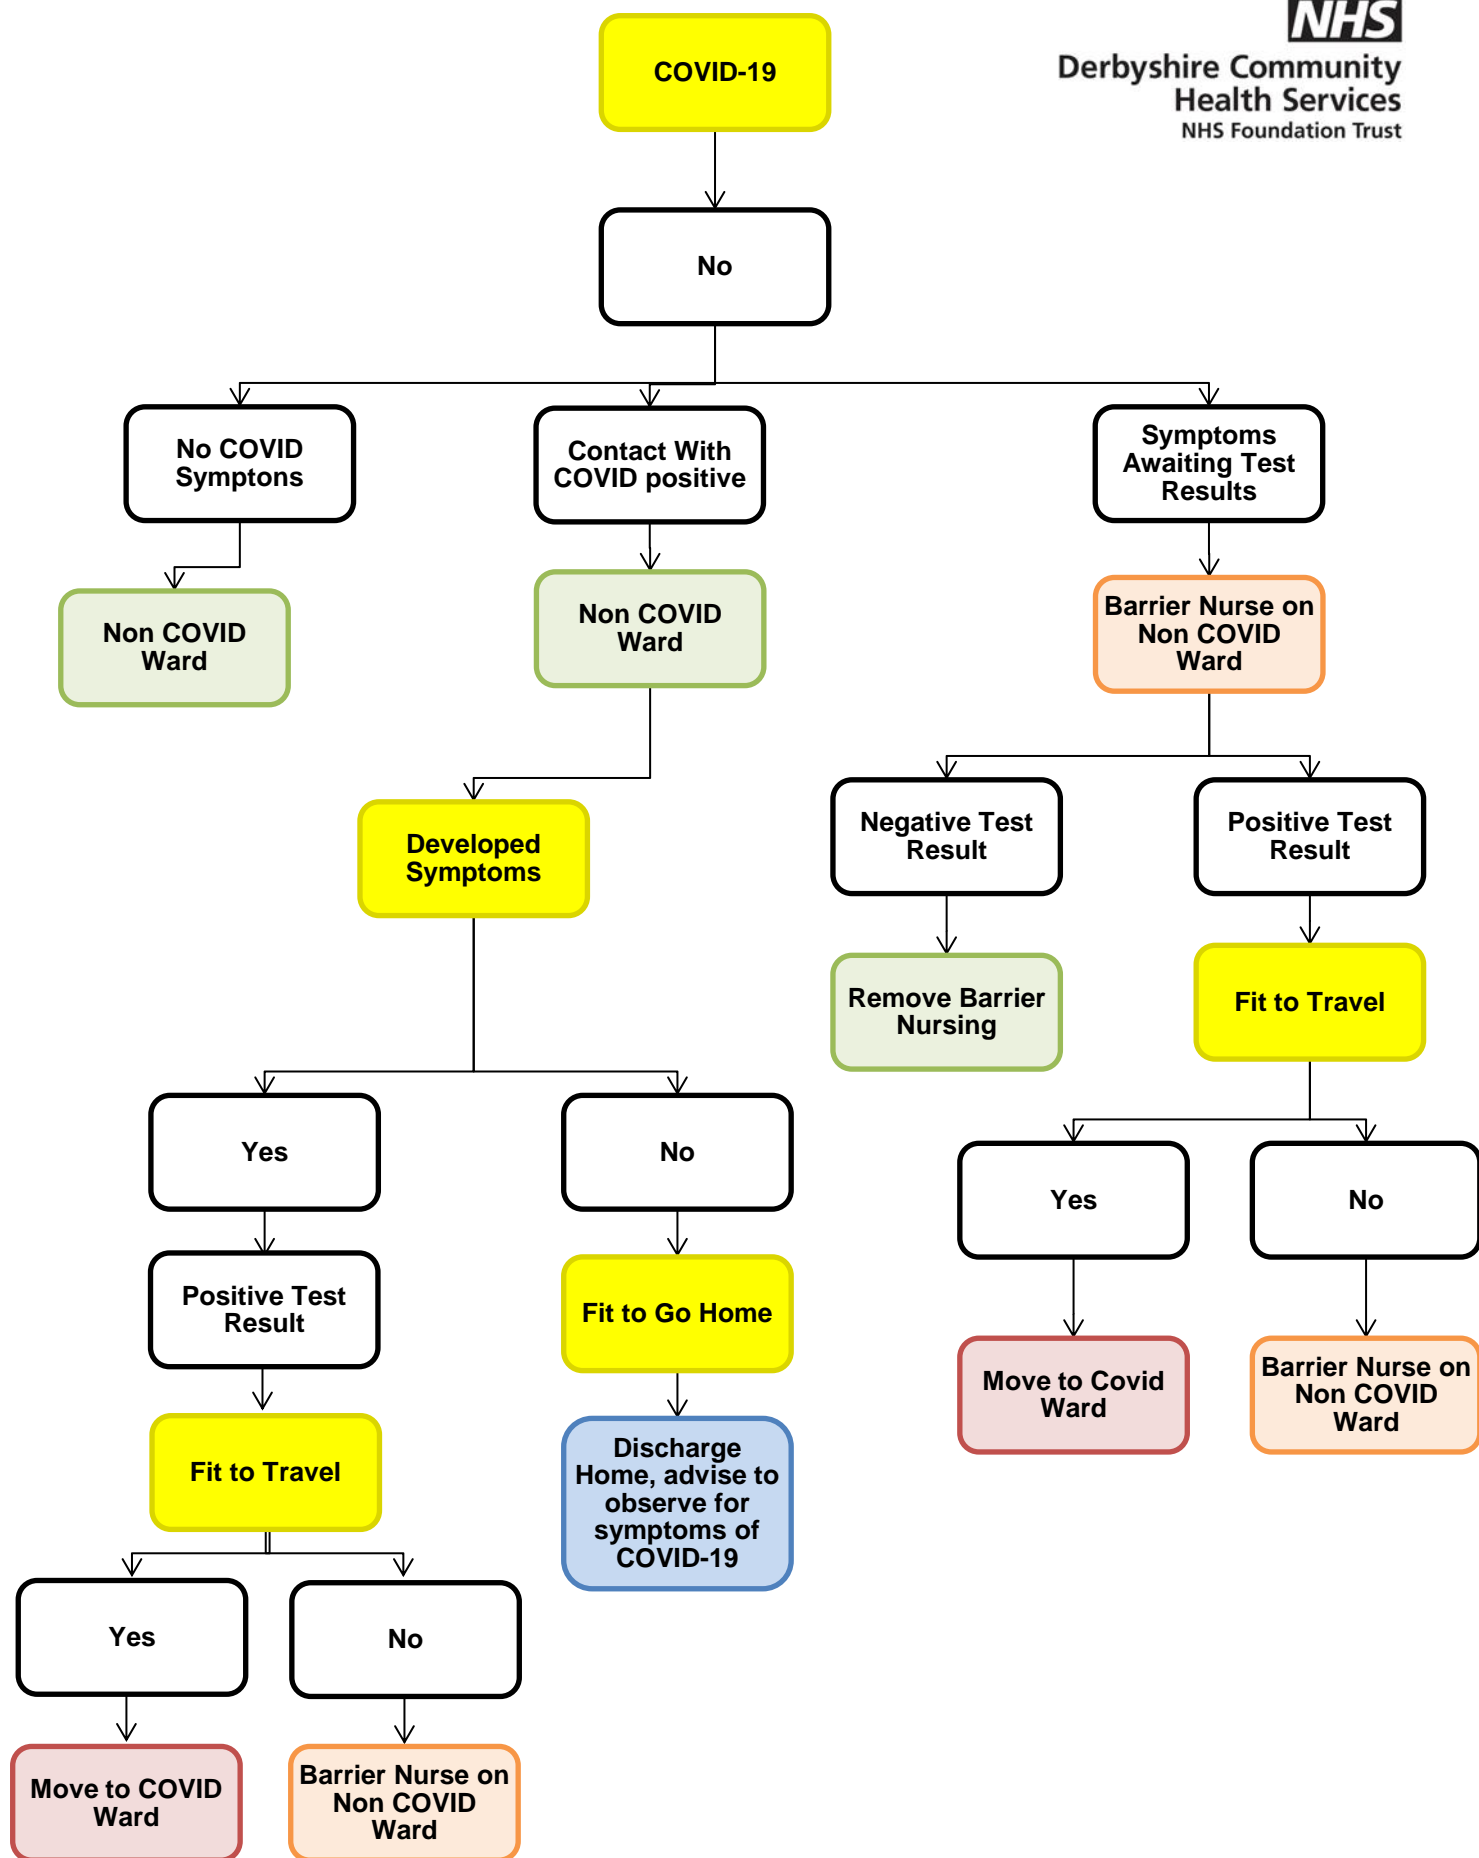 NHS
Derbyshire Community
Health Services
NHS Foundation Trust
COVID-19
No
No COVID
Symptons
Contact With
COVID positive
Symptoms
Awaiting Test
Results
Non COVID
Ward
Non COVID
Ward
Barrier Nurse on
Non COVID
Ward
Developed
Symptoms
Negative Test
Result
Positive Test
Result
Remove Barrier
Nursing
Fit to Travel
Yes
No
Yes
No
Positive Test
Result
Fit to Go Home
Move to Covid
Ward
Barrier Nurse on
Non COVID
Ward
Fit to Travel
Discharge
Home, advise to
observe for
symptoms of
COVID-19
Yes
No
Move to COVID
Ward
Barrier Nurse on
Non COVID
Ward